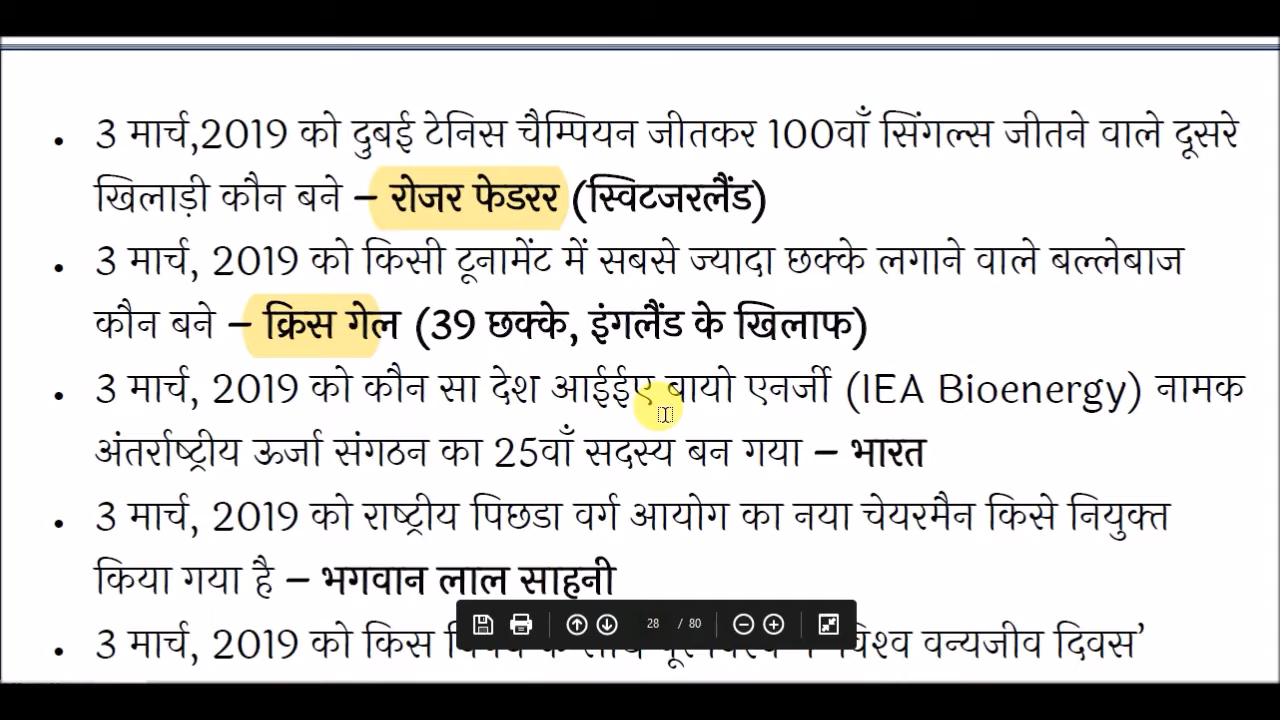 • 3 मार्च,2019 को दुबई टेनिस चैम्पियन जीतकर 100वाँ सिंगल्स जीतने वाले दूसरे
खिलाड़ी कौन बने – रोजर फेडरर (स्विटजरलैंड)
• 3 मार्च, 2019 को किसी टूनामेंट में सबसे ज्यादा छक्के लगाने वाले बल्लेबाज
कौन बने – क्रिस गेल (39 छक्के, इंगलैंड के खिलाफ)
• 3 मार्च, 2019 को कौन सा देश आईईए बायो एनर्जी (IEA Bioenergy) नामक
अंतर्राष्ट्रीय ऊर्जा संगठन का 25वाँ सदस्य बन गया – भारत
• 3 मार्च, 2019 को राष्ट्रीय पिछडा वर्ग आयोग का नया चेयरमैन किसे नियुक्त
किया गया है – भगवान लाल साहनी
28 / 80
• 3 मार्च, 2019 को किस वन्यजीव दिवस’